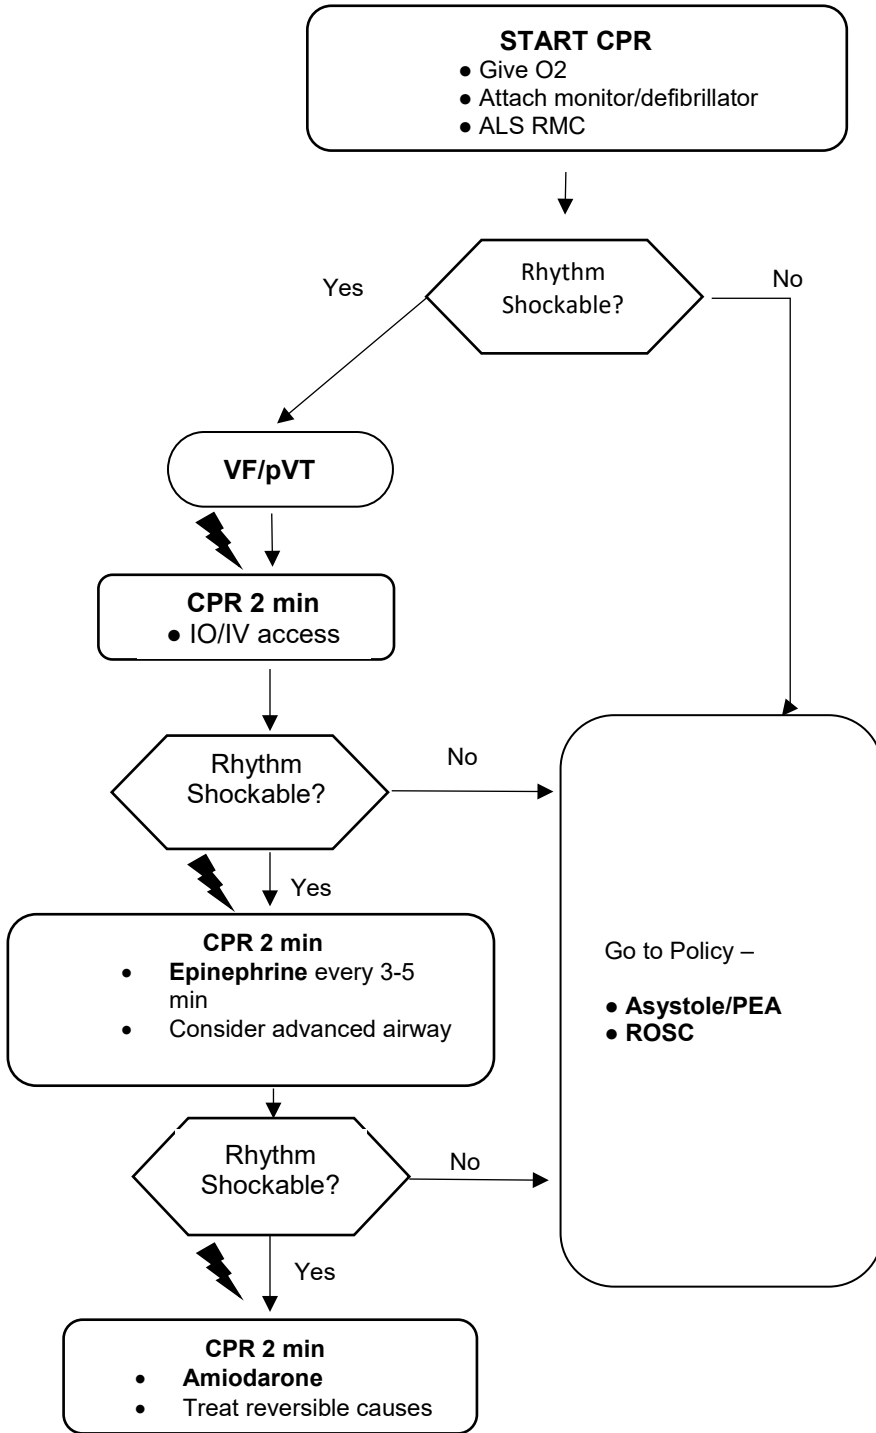 START CPR
● Give O2
● Attach monitor/defibrillator
● ALS RMC
Rhythm
Shockable?
Yes
No
VF/pVT
CPR 2 min
● IO/IV access
Rhythm
Shockable?
No
Yes
CPR 2 min
● Epinephrine every 3-5
min
● Consider advanced airway
Go to Policy –
● Asystole/PEA
● ROSC
Rhythm
Shockable?
No
Yes
CPR 2 min
● Amiodarone
● Treat reversible causes